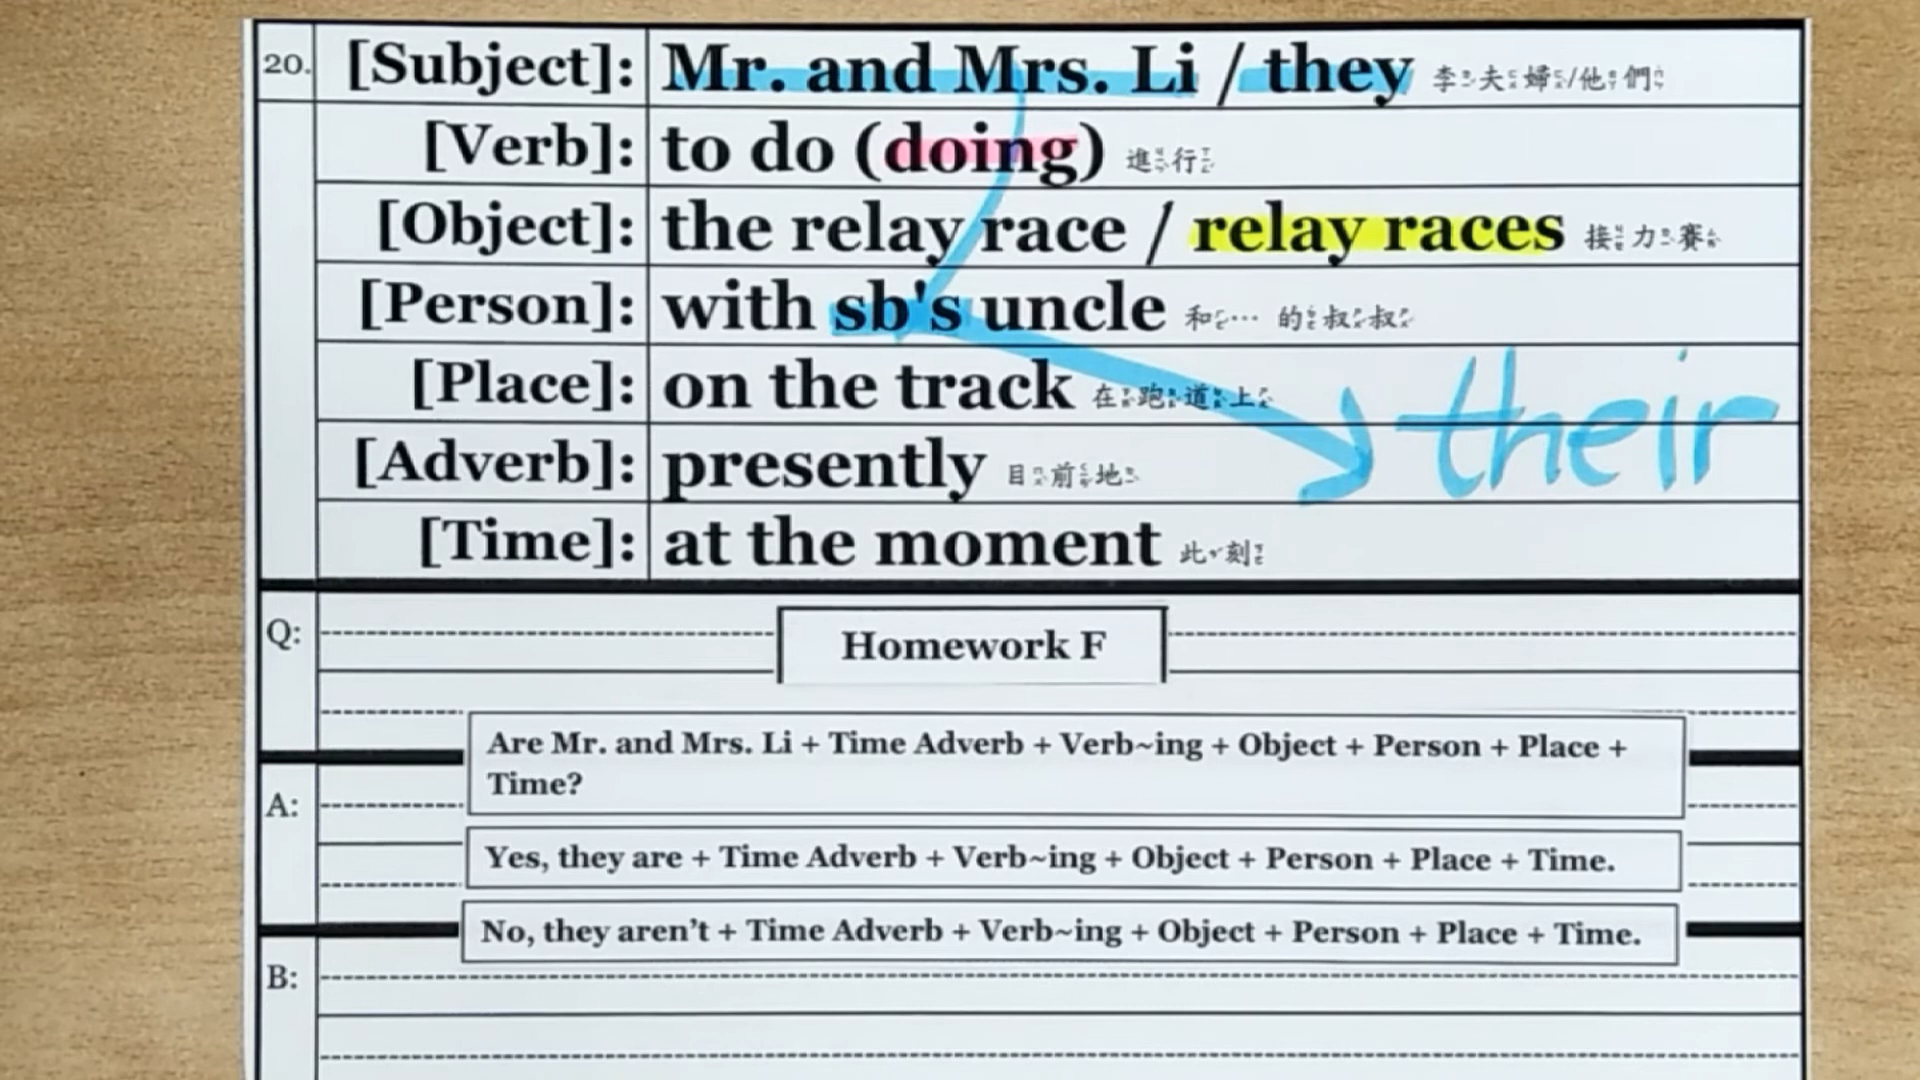 20. [Subject]: Mr. and Mrs. Li / they 李夫婦/他們
[Verb]: to do (doing) 進行
[Object]: the relay race / relay races 接力賽
[Person]: with sb's uncle 和… 的叔叔
[Place]: on the track 在跑道上
their
[Adverb]: presently 目前地
[Time]: at the moment 此刻
Q:
Homework F
Are Mr. and Mrs. Li + Time Adverb + Verb~ing + Object + Person + Place +
Time?
A:
Yes, they are + Time Adverb + Verb~ing + Object + Person + Place + Time.
No, they aren't + Time Adverb + Verb~ing + Object + Person + Place + Time.
B: